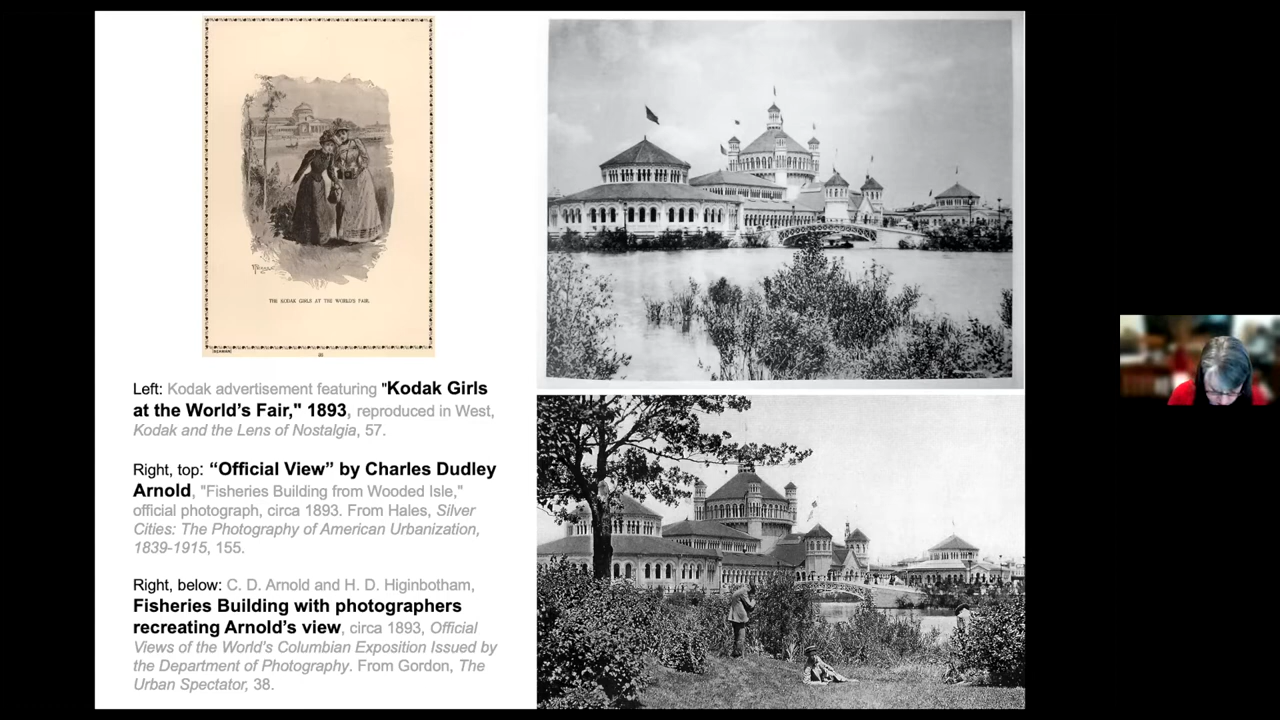 THE KODAK GIRLS AT THE WORLD'S FAIR.
Left: Kodak advertisement featuring "Kodak Girls
at the World's Fair," 1893, reproduced in West,
Kodak and the Lens of Nostalgia, 57.
Right, top: “Official View” by Charles Dudley
Arnold, "Fisheries Building from Wooded Isle,"
official photograph, circa 1893. From Hales, Silver
Cities: The Photography of American Urbanization,
1839-1915, 155.
Right, below: C. D. Arnold and H. D. Higinbotham,
Fisheries Building with photographers
recreating Arnold’s view, circa 1893, Official
Views of the World’s Columbian Exposition Issued by
the Department of Photography. From Gordon, The
Urban Spectator, 38.